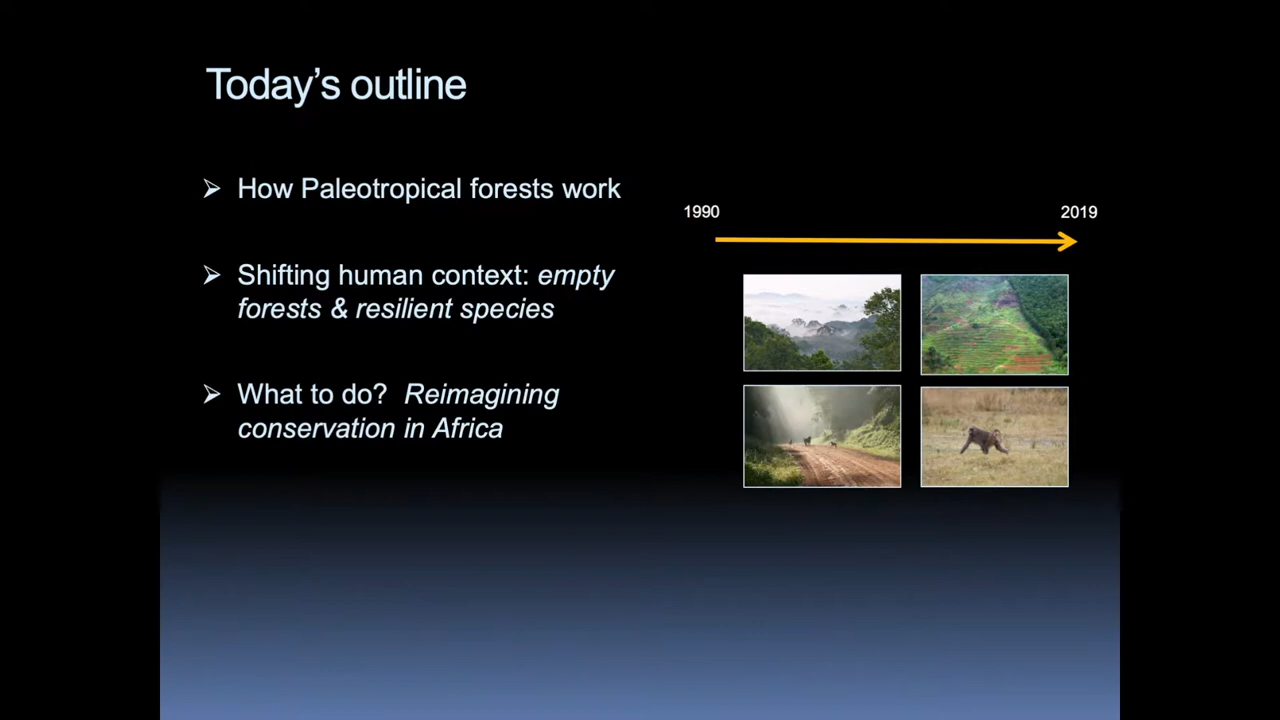 Today’s outline
➢ How Paleotropical forests work
➢ Shifting human context: empty
forests & resilient species
➢ What to do? Reimagining
conservation in Africa
1990
2019